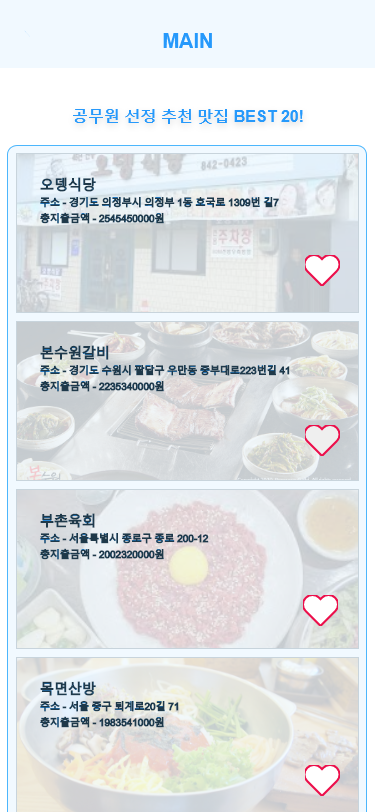 MAIN
공무원 선정 추천 맛집 BEST 20!
오뎅식당
주소 - 경기도 의정부시 의정부 1동 호국로 1309번 길7
총지출금액 - 2545450000원
642-0423
주차장
본수원갈비
주소 - 경기도 수원시 팔달구 우만동 중부대로223번길 41
총지출금액 - 2235340000원
부촌육회
주소 - 서울특별시 종로구 종로 200-12
총지출금액 - 2002320000원
목면산방
주소 - 서울 중구 퇴계로20길 71
총지출금액 - 1983541000원